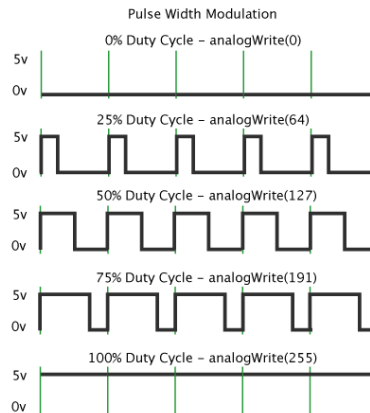 Pulse Width Modulation
0% Duty Cycle – analogWrite(0)
5v
0v
25% Duty Cycle – analogWrite(64)
5v
0v
50% Duty Cycle – analogWrite(127)
5v
0v
75% Duty Cycle – analogWrite(191)
5v
0v
100% Duty Cycle – analogWrite(255)
5v
0v